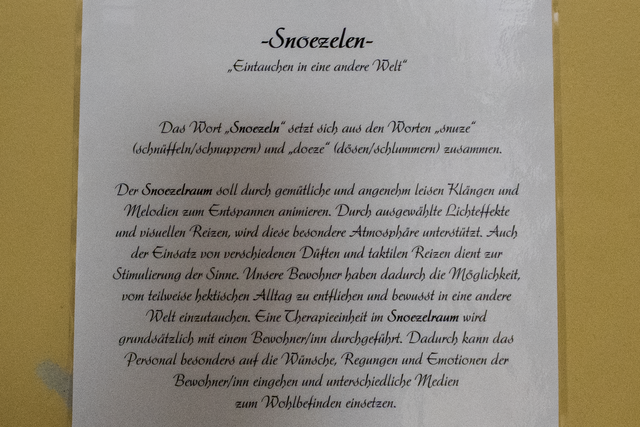 -Snoezelen-
„Eintauchen in eine andere Welt“
Das Wort „Snoezeln“ setzt sich aus den Worten „snuze“
(schnüffeln/schnuppern) und „doeze“ (dösen/schlummern) zusammen.
Der Snoezelraum soll durch gemütliche und angenehm leisen Klängen und
Melodien zum Entspannen animieren. Durch ausgewählte Lichteffekte
und visuellen Reizen, wird diese besondere Atmosphäre unterstützt. Auch
der Einsatz von verschiedenen Düften und taktilen Reizen dient zur
Stimulierung der Sinne. Unsere Bewohner haben dadurch die Möglichkeit,
vom teilweise hektischen Alltag zu entfliehen und bewusst in eine andere
Welt einzutauchen. Eine Therapieeinheit im Snoezelraum wird
grundsätzlich mit einem Bewohner/inn durchgeführt. Dadurch kann das
Personal besonders auf die Wünsche, Regungen und Emotionen der
Bewohner/inn eingehen und unterschiedliche Medien
zum Wohlbefinden einsetzen.